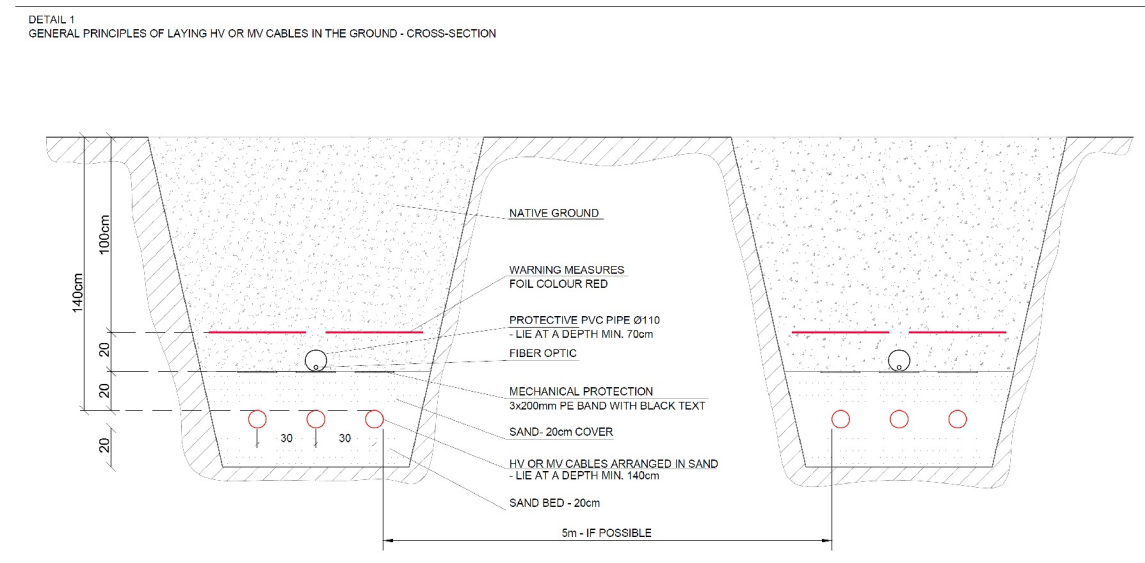 DETAIL 1
GENERAL PRINCIPLES OF LAYING HV OR MV CABLES IN THE GROUND - CROSS-SECTION
NATIVE GROUND
WARNING MEASURES
FOIL COLOUR RED
PROTECTIVE PVC PIPE Ø110
- LIE AT A DEPTH MIN. 70cm
FIBER OPTIC
MECHANICAL PROTECTION
3x200mm PE BAND WITH BLACK TEXT
SAND- 20cm COVER
HV OR MV CABLES ARRANGED IN SAND
- LIE AT A DEPTH MIN. 140cm
SAND BED - 20cm
140cm
100cm
20
20
20
30
30
5m - IF POSSIBLE